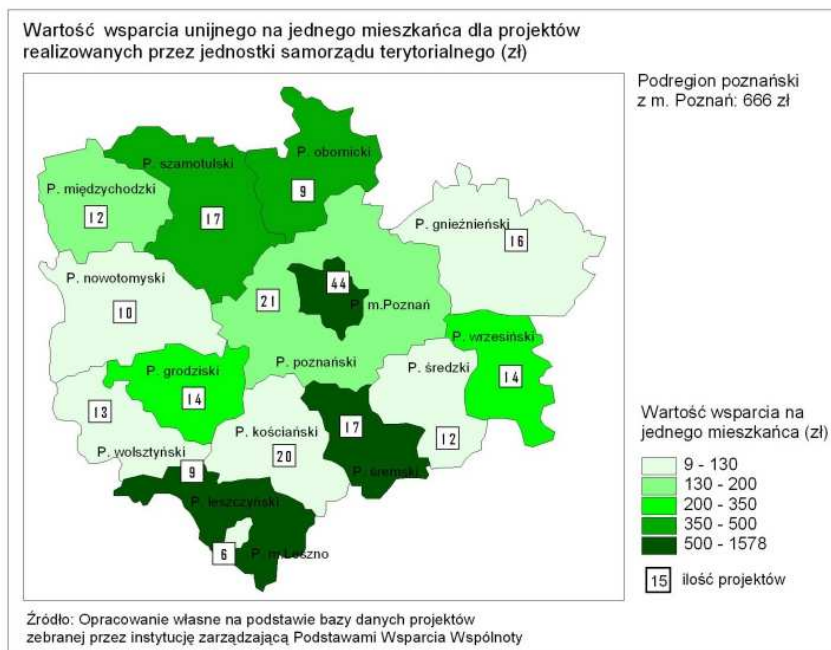 Wartość wsparcia unijnego na jednego mieszkańca dla projektów
realizowanych przez jednostki samorządu terytorialnego (zł)
Podregion poznański
z m. Poznań: 666 zł
P. obornicki
P. szamotulski
P. międzychodzki
9
12
17
P. gnieźnieński
16
P. nowotomyski
44
21
10
P. m.Poznań
P. wrzesiński
P. poznański
P. średzki
P. grodziski
14
14
13
17
12
P. kościański
P. wolsztyński
20
9
P. śremski
P. leszczyński
6
P. m.Leszno
Wartość wsparcia na
jednego mieszkańca (zł)
9 - 130
130 - 200
200 - 350
350 - 500
500 - 1578
15 ilość projektów
Źródło: Opracowanie własne na podstawie bazy danych projektów
zebranej przez instytucję zarządzającą Podstawami Wsparcia Wspólnoty